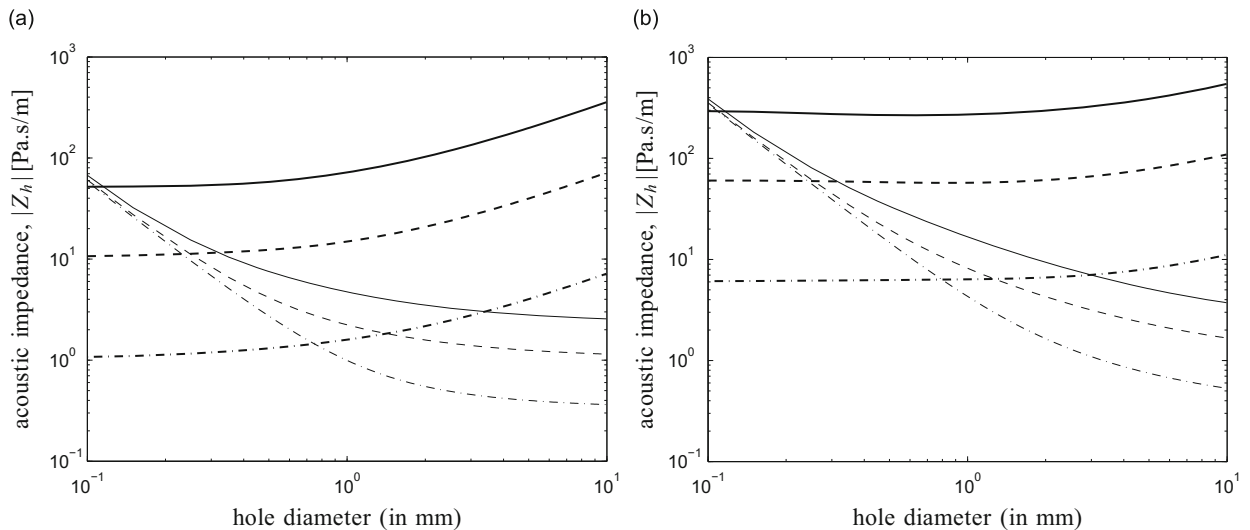 (a)
acoustic impedance, |Z_h| [Pa.s/m]
10³
10²
10¹
10⁰
10⁻¹
10⁻¹
10⁰
10¹
hole diameter (in mm)
(b)
acoustic impedance, |Z_h| [Pa.s/m]
10³
10²
10¹
10⁰
10⁻¹
10⁻¹
10⁰
10¹
hole diameter (in mm)